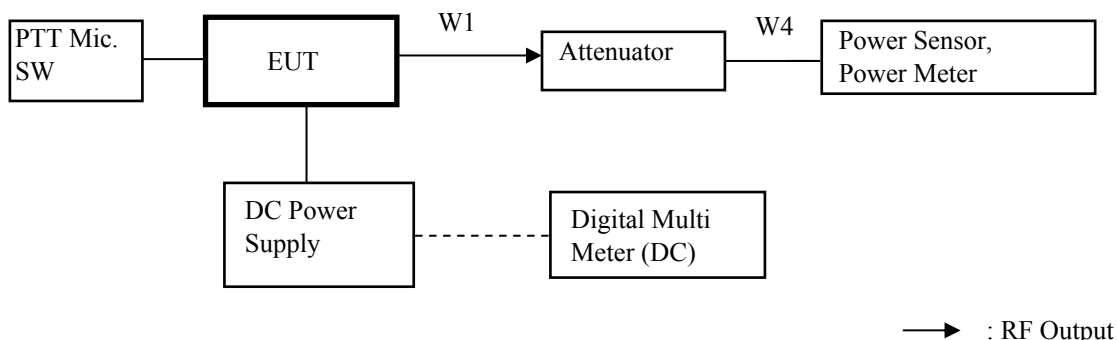 PTT Mic.
SW
EUT
W1
Attenuator
W4
Power Sensor,
Power Meter
DC Power
Supply
Digital Multi
Meter (DC)
: RF Output